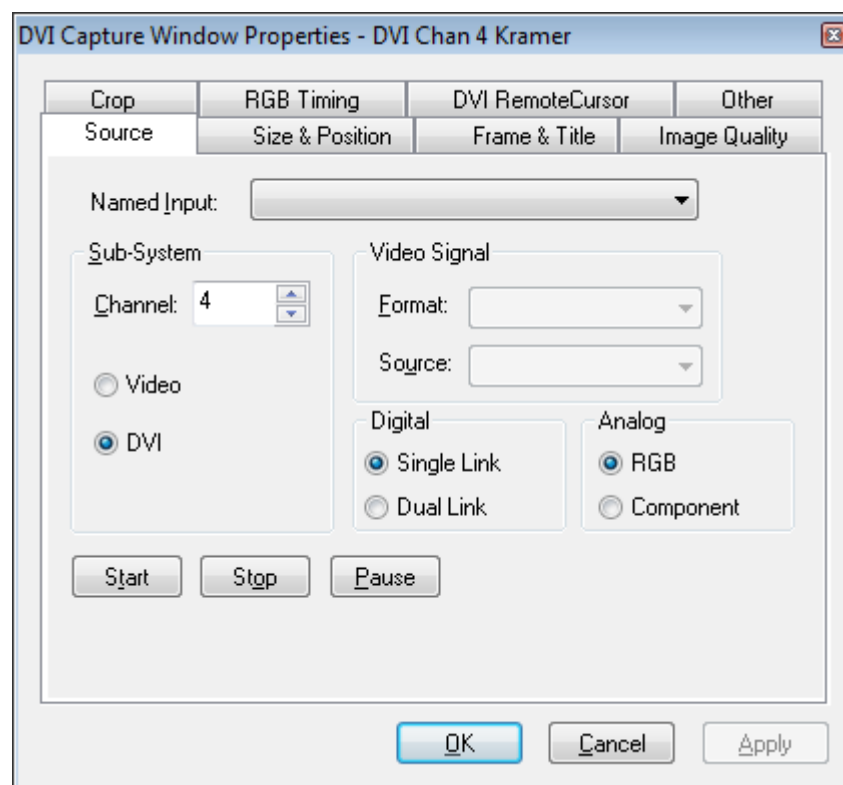 DVI Capture Window Properties - DVI Chan 4 Kramer
Crop RGB Timing DVI RemoteCursor Other
Source Size & Position Frame & Title Image Quality
Named Input:
Sub-System
Channel: 4
Video
DVI
Video Signal
Format:
Source:
Digital
Single Link
Dual Link
Analog
RGB
Component
Start Stop Pause
OK Cancel Apply